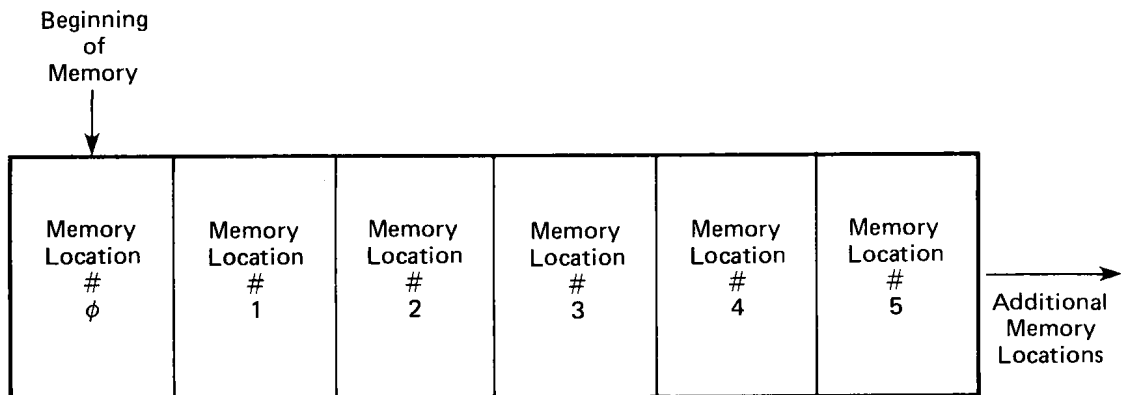 Beginning
of
Memory
Memory
Location
#
ϕ
Memory
Location
#
1
Memory
Location
#
2
Memory
Location
#
3
Memory
Location
#
4
Memory
Location
#
5
Additional
Memory
Locations